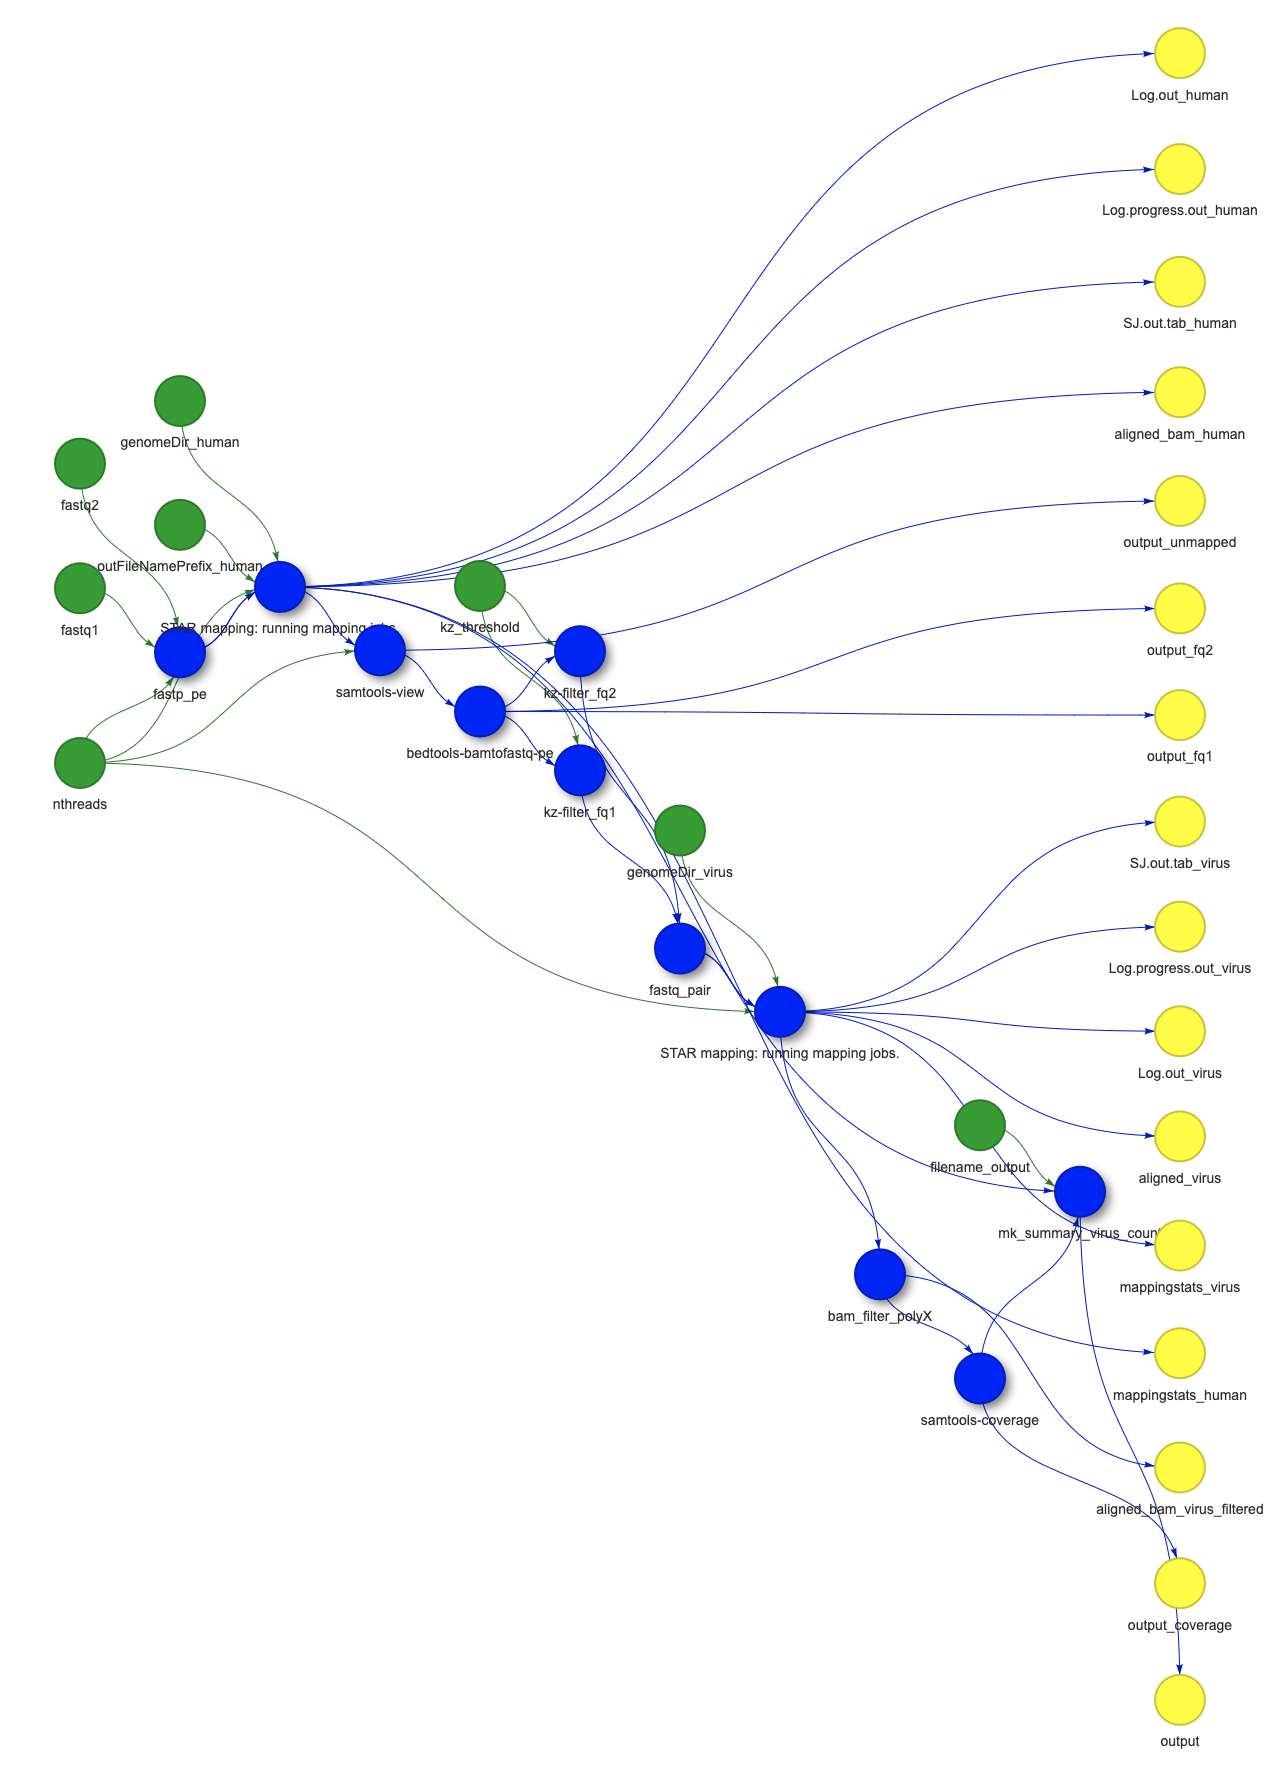 Log.out_human
Log.progress.out_human
SJ.out.tab_human
aligned_bam_human
genomeDir_human
fastq2
output_unmapped
outFileNamePrefix_human
fastq1
STAR mapping: running mapping jobs.
kz_threshold
output_fq2
fastp_pe
samtools-view
kz-filter_fq2
bedtools-bamtofastq-pe
output_fq1
nthreads
kz-filter_fq1
SJ.out.tab_virus
genomeDir_virus
Log.progress.out_virus
fastq_pair
STAR mapping: running mapping jobs.
Log.out_virus
filename_output
aligned_virus
mk_summary_virus_count
mappingstats_virus
bam_filter_polyX
mappingstats_human
samtools-coverage
aligned_bam_virus_filtered
output_coverage
output